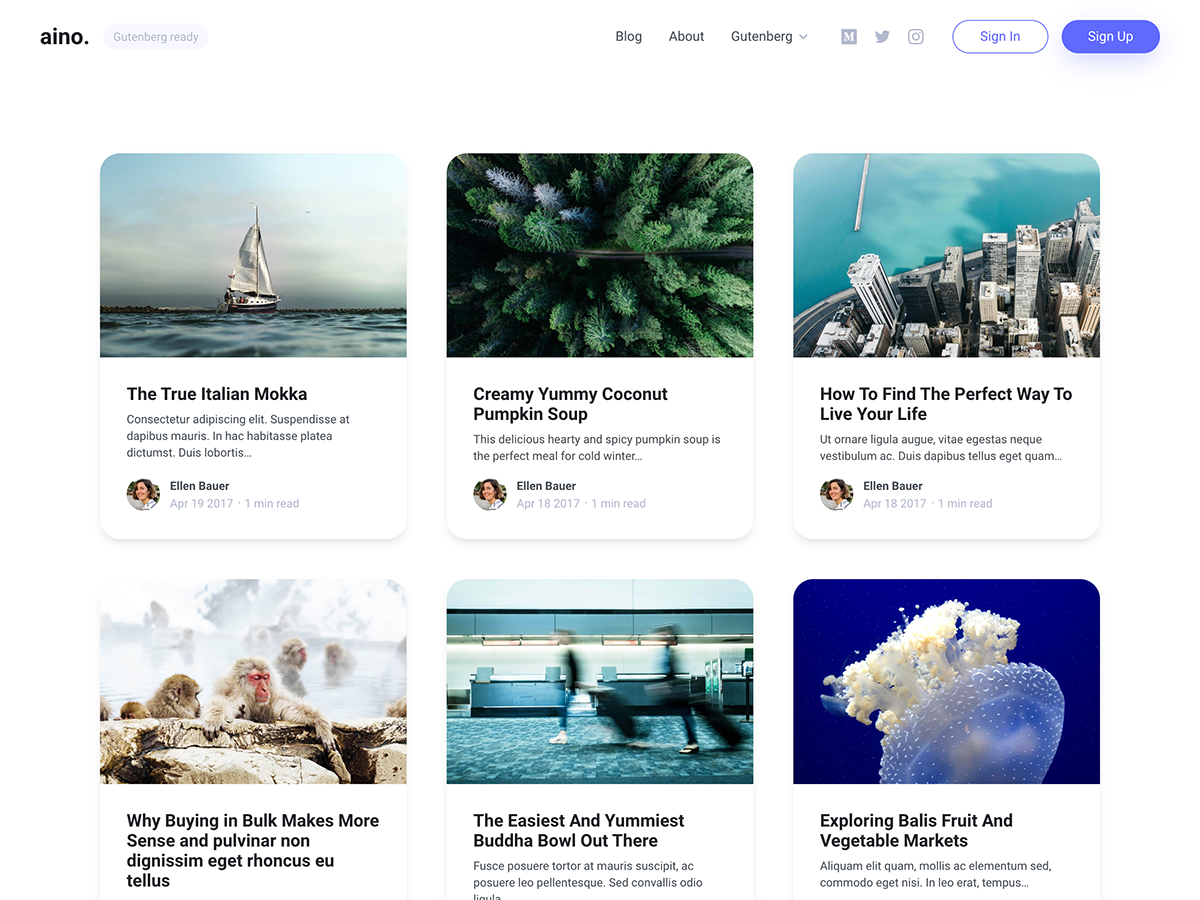 aino.
Gutenberg ready
Blog
About
Gutenberg
Sign In
Sign Up
The True Italian Mokka
Consectetur adipiscing elit. Suspendisse at
dapibus mauris. In hac habitasse platea
dictumst. Duis lobortis...
Ellen Bauer
Apr 19 2017 · 1 min read
Creamy Yummy Coconut
Pumpkin Soup
This delicious hearty and spicy pumpkin soup is
the perfect meal for cold winter...
Ellen Bauer
Apr 18 2017 · 1 min read
How To Find The Perfect Way To
Live Your Life
Ut ornare ligula augue, vitae egestas neque
vestibulum ac. Duis dapibus tellus eget quam...
Ellen Bauer
Apr 18 2017 · 1 min read
Why Buying in Bulk Makes More
Sense and pulvinar non
dignissim eget rhoncus eu
tellus
The Easiest And Yummiest
Buddha Bowl Out There
Fusce posuere tortor at mauris suscipit, ac
posuere leo pellentesque. Sed convallis odio
ligula
Exploring Balis Fruit And
Vegetable Markets
Aliquam elit quam, mollis ac elementum sed,
commodo eget nisi. In leo erat, tempus...